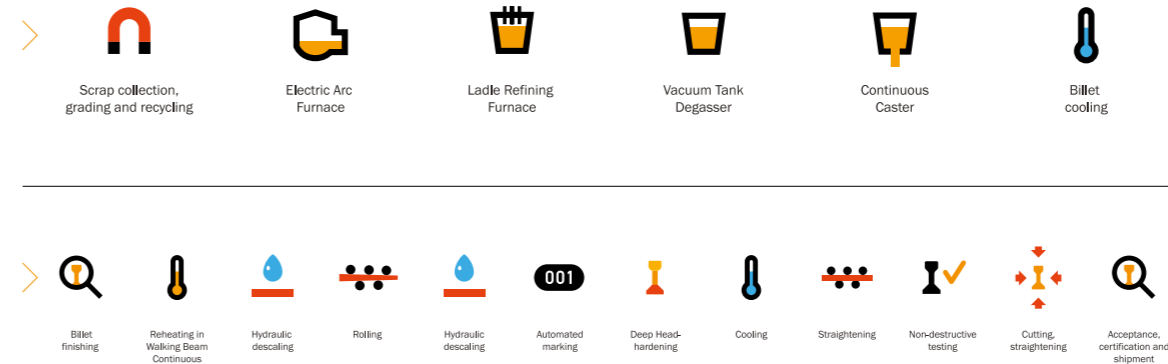 Scrap collection,
grading and recycling
Electric Arc
Furnace
Ladle Refining
Furnace
Vacuum Tank
Degasser
Continuous
Caster
Billet
cooling
Billet
finishing
Reheating in
Walking Beam
Continuous
Hydraulic
descaling
Rolling
Hydraulic
descaling
001
Automated
marking
Deep Head-
hardening
Cooling
Straightening
Non-destructive
testing
Cutting,
straightening
Acceptance,
certification and
shipment